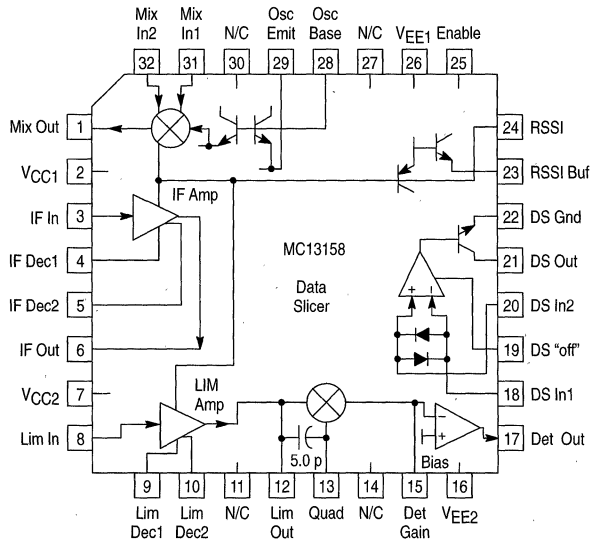 Mix In2
Mix In1
N/C
Osc Emit
Osc Base
N/C
VEE1
Enable
32
31
30
29
28
27
26
25
Mix Out
1
VCC1
2
IF In
3
IF Dec1
4
IF Dec2
5
IF Out
6
VCC2
7
Lim In
8
IF Amp
MC13158
Data
Slicer
LIM
Amp
5.0 p
Bias
+
-
-
+
24
RSSI
23
RSSI Buf
22
DS Gnd
21
DS Out
20
DS In2
19
DS "off"
18
DS In1
17
Det Out
9
10
11
12
13
14
15
16
Lim Dec1
Lim Dec2
N/C
Lim Out
Quad
N/C
Det Gain
VEE2